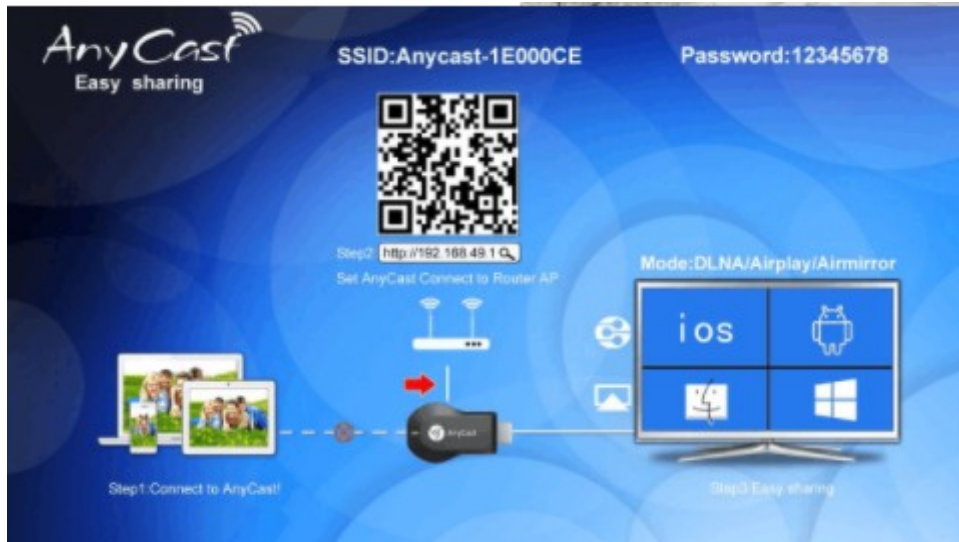 AnyCast
Easy sharing
SSID:Anycast-1E000CE
Password:12345678
Step2 http://192.168.49.1
Set AnyCast Connect to Router AP
Mode:DLNA/Airplay/Airmirror
ios
AnyCast
Step1:Connect to AnyCast!
Step3:Easy sharing